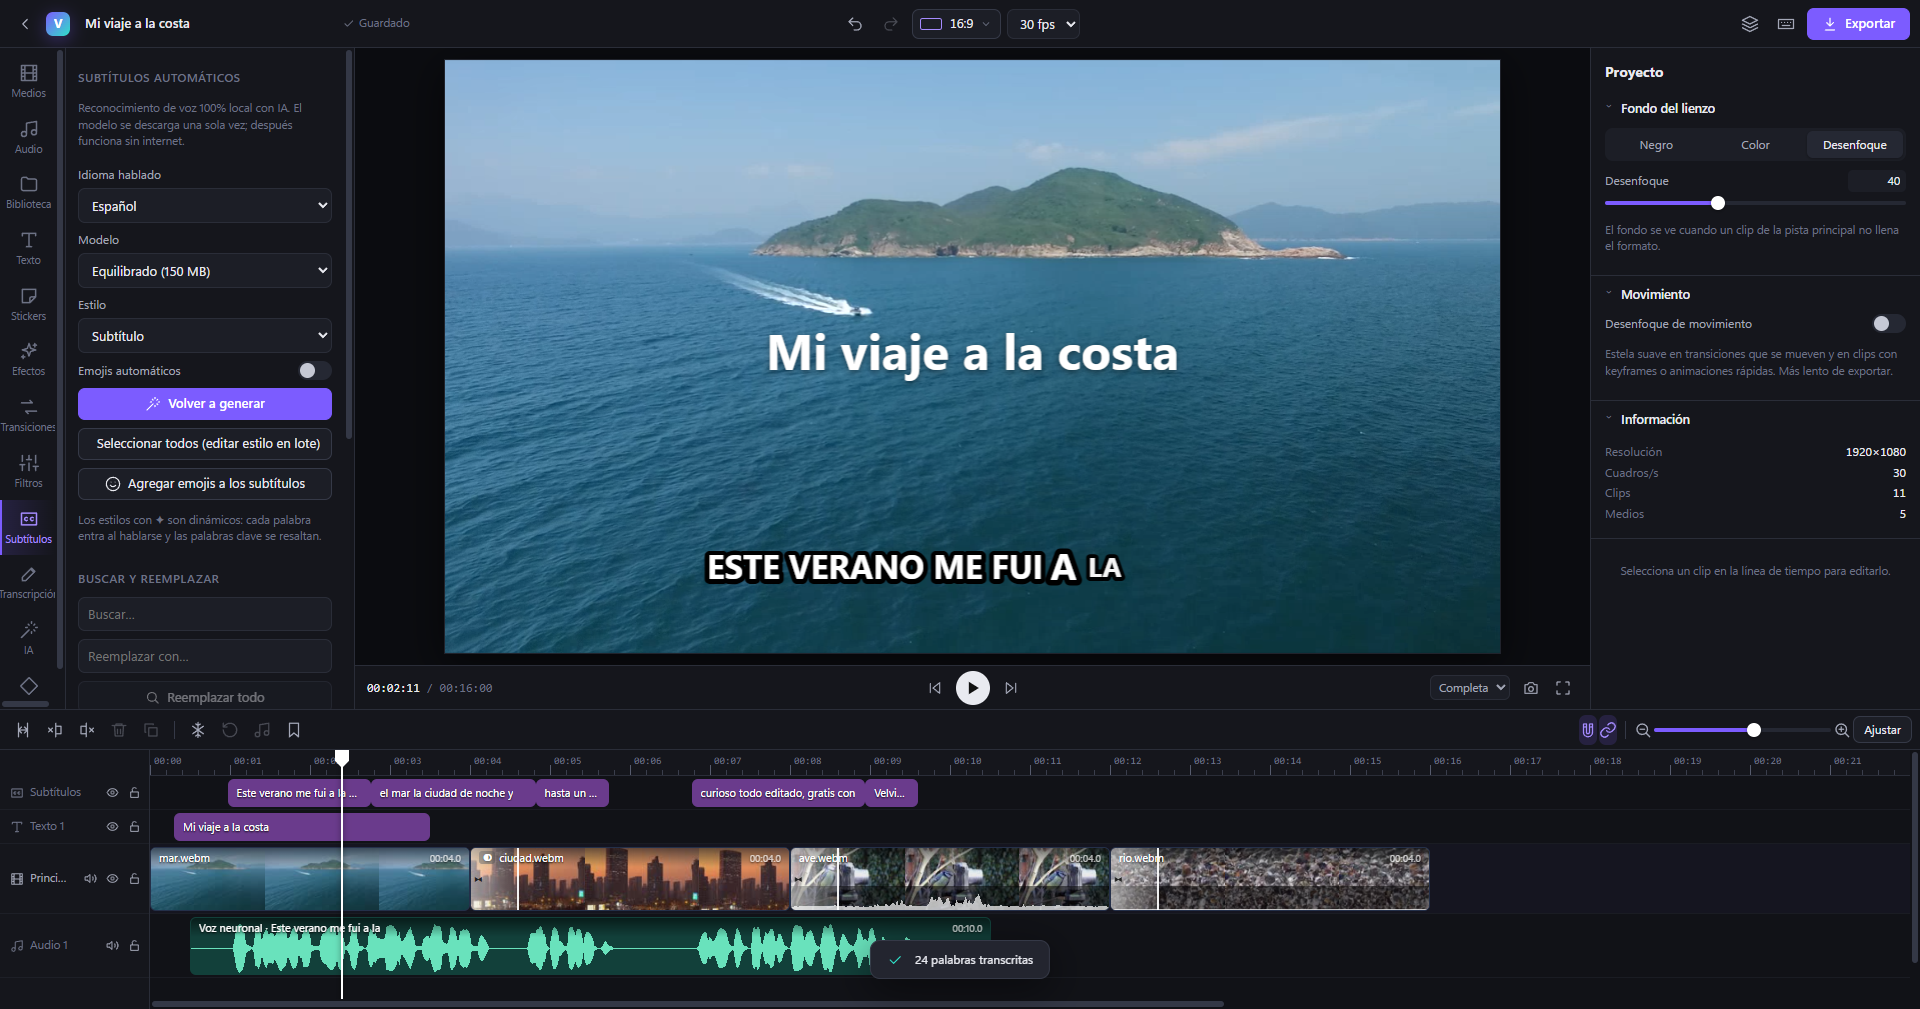 V
Mi viaje a la costa
Guardado
16:9
30 fps
Exportar
Medios
Audio
Biblioteca
Texto
Stickers
Efectos
Transiciones
Filtros
Subtítulos
Transcripción
IA
SUBTÍTULOS AUTOMÁTICOS
Reconocimiento de voz 100% local con IA. El
modelo se descarga una sola vez; después
funciona sin internet.
Idioma hablado
Español
Modelo
Equilibrado (150 MB)
Estilo
Subtítulo
Emojis automáticos
Volver a generar
Seleccionar todos (editar estilo en lote)
Agregar emojis a los subtítulos
Los estilos con ✦ son dinámicos: cada palabra
entra al hablarse y las palabras clave se resaltan.
BUSCAR Y REEMPLAZAR
Buscar...
Reemplazar con...
Reemplazar todo
Mi viaje a la costa
ESTE VERANO ME FUI A LA
00:02:11 / 00:16:00
Completa
Proyecto
Fondo del lienzo
Negro
Color
Desenfoque
Desenfoque
40
El fondo se ve cuando un clip de la pista principal no llena
el formato.
Movimiento
Desenfoque de movimiento
Estela suave en transiciones que se mueven y en clips con
keyframes o animaciones rápidas. Más lento de exportar.
Información
Resolución 1920×1080
Cuadros/s 30
Clips 11
Medios 5
Selecciona un clip en la línea de tiempo para editarlo.
Ajustar
00:00 00:01 00:0 00:03 00:04 00:05 00:06 00:07 00:08 00:09 00:10 00:11 00:12 00:13 00:14 00:15 00:16 00:17 00:18 00:19 00:20 00:21
CC Subtítulos
Este verano me fui a la ...
el mar la ciudad de noche y
hasta un ...
curioso todo editado, gratis con
Velvi...
Texto 1
Mi viaje a la costa
Princi...
mar.webm 00:04.0
ciudad.webm 00:04.0
ave.webm 00:04.0
rio.webm 00:04.0
Audio 1
Voz neuronal · Este verano me fui a la
00:10.0
24 palabras transcritas